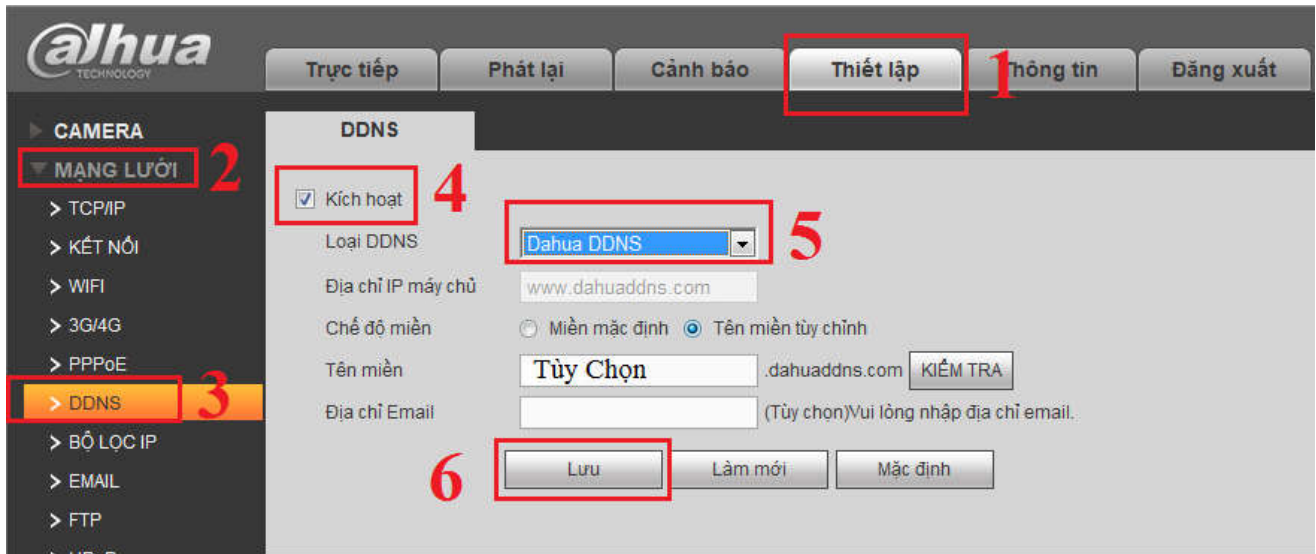 alhua
TECHNOLOGY
Trực tiếp Phát lại Cảnh báo Thiết lập 1 Thông tin Đăng xuất
CAMERA
MẠNG LƯỚI 2
> TCP/IP
> KẾT NỐI
> WIFI
> 3G/4G
> PPPoE
> DDNS 3
> BỘ LỌC IP
> EMAIL
> FTP
DDNS
Kích hoạt 4
Loại DDNS Dahua DDNS 5
Địa chỉ IP máy chủ www.dahuaddns.com
Chế độ miền Miền mặc định Tên miền tùy chỉnh
Tên miền Tùy Chọn .dahuaddns.com KIỂM TRA
Địa chỉ Email (Tùy chọn)Vui lòng nhập địa chỉ email.
6 Lưu Làm mới Mặc định